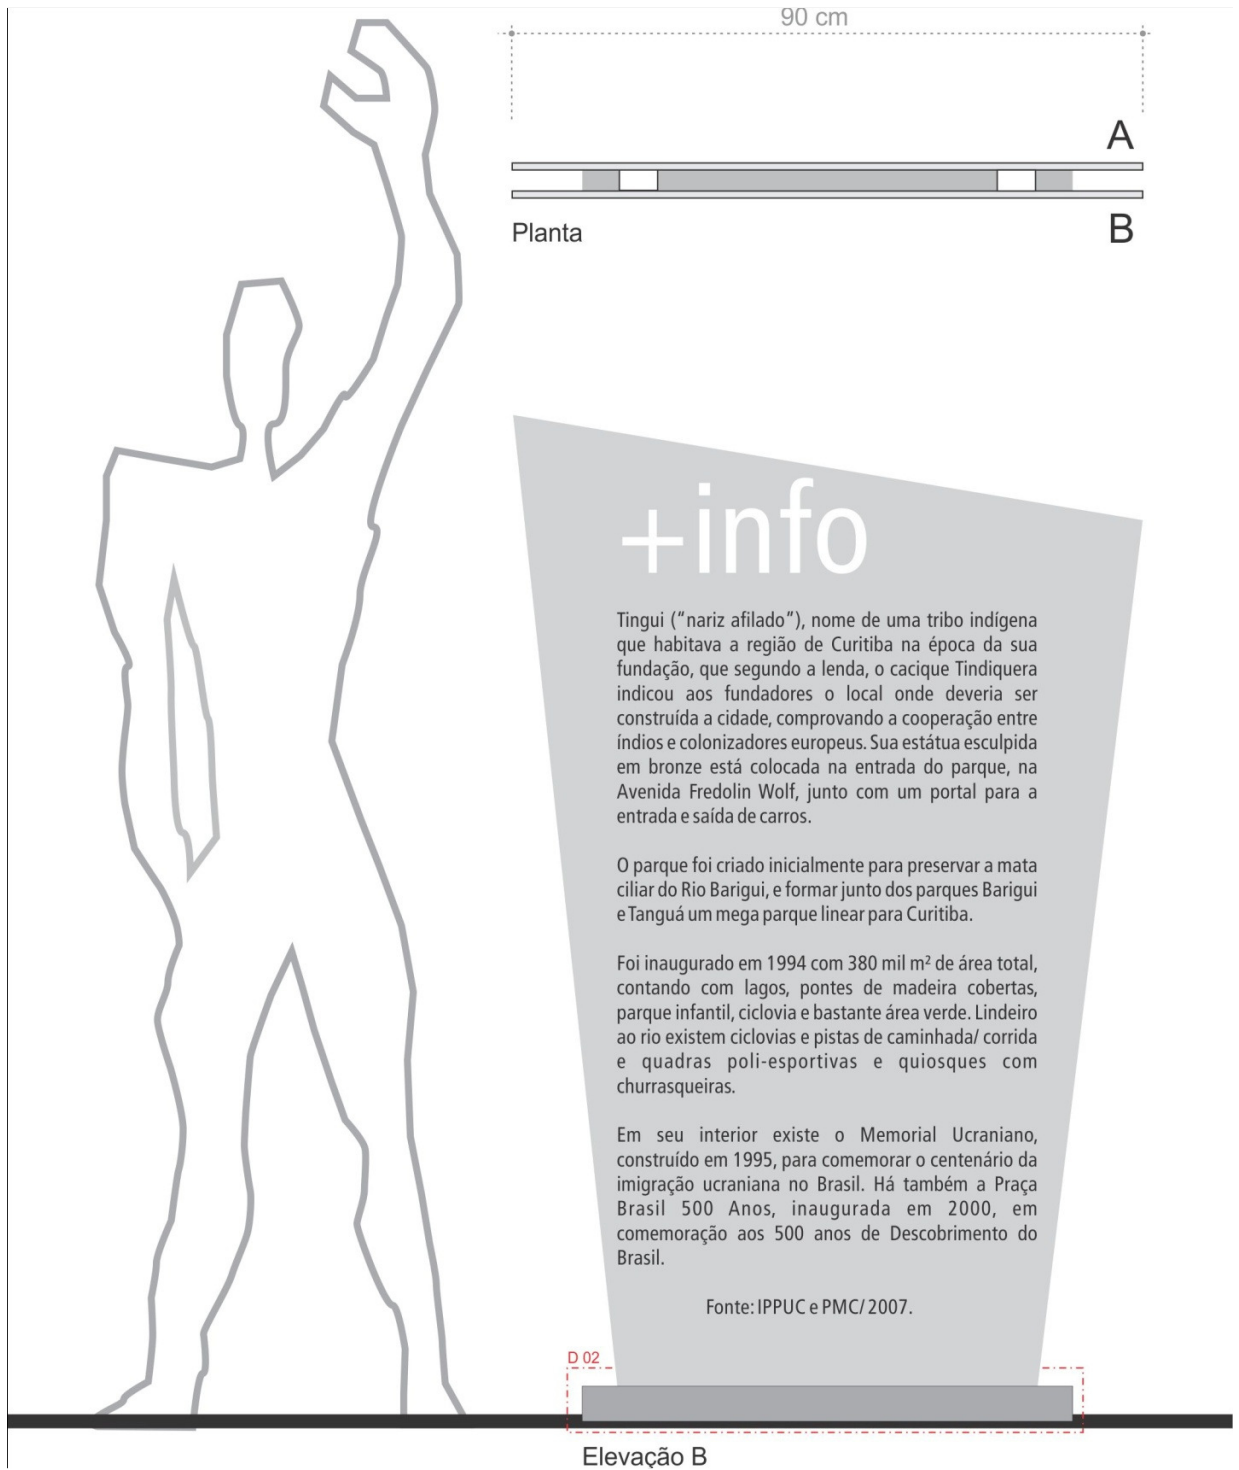 90 cm
A
B
Planta
+info
Tingui (“nariz afilado”), nome de uma tribo indígena
que habitava a região de Curitiba na época da sua
fundação, que segundo a lenda, o cacique Tindiquera
indicou aos fundadores o local onde deveria ser
construída a cidade, comprovando a cooperação entre
índios e colonizadores europeus. Sua estátua esculpida
em bronze está colocada na entrada do parque, na
Avenida Fredolin Wolf, junto com um portal para a
entrada e saída de carros.
O parque foi criado inicialmente para preservar a mata
ciliar do Rio Barigui, e formar junto dos parques Barigui
e Tanguá um mega parque linear para Curitiba.
Foi inaugurado em 1994 com 380 mil m² de área total,
contando com lagos, pontes de madeira cobertas,
parque infantil, ciclovia e bastante área verde. Lindeiro
ao rio existem ciclovias e pistas de caminhada/ corrida
e quadras poli-esportivas e quiosques com
churrasqueiras.
Em seu interior existe o Memorial Ucraniano,
construído em 1995, para comemorar o centenário da
imigração ucraniana no Brasil. Há também a Praça
Brasil 500 Anos, inaugurada em 2000, em
comemoração aos 500 anos de Descobrimento do
Brasil.
Fonte: IPPUC e PMC/ 2007.
D 02
Elevação B